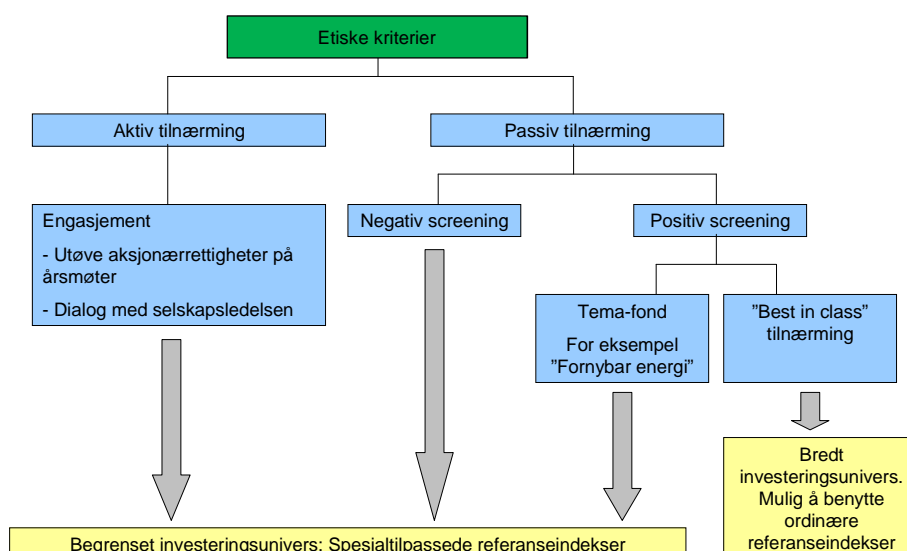 Etiske kriterier
Aktiv tilnærming
Passiv tilnærming
Engasjement
- Utøve aksjonærrettigheter på
årsmøter
- Dialog med selskapsledelsen
Negativ screening
Positiv screening
Tema-fond
For eksempel
”Fornybar energi”
”Best in class”
tilnærming
Bredt
investeringsunivers.
Mulig å benytte
ordinære
referanseindekser
Begrenset investeringsunivers: Spesialtilpassede referanseindekser